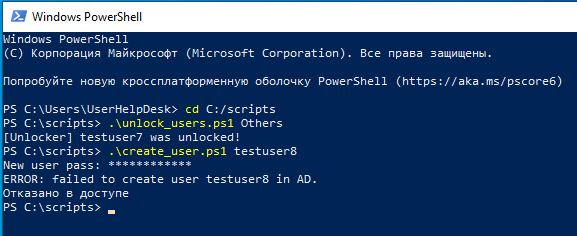 Windows PowerShell
Windows PowerShell
(C) Корпорация Майкрософт (Microsoft Corporation). Все права защищены.
Попробуйте новую кроссплатформенную оболочку PowerShell (https://aka.ms/pscore6)
PS C:\Users\UserHelpDesk> cd C:/scripts
PS C:\scripts> .\unlock_users.ps1 Others
[Unlocker] testuser7 was unlocked!
PS C:\scripts> .\create_user.ps1 testuser8
New user pass: ************
ERROR: failed to create user testuser8 in AD.
Отказано в доступе
PS C:\scripts>